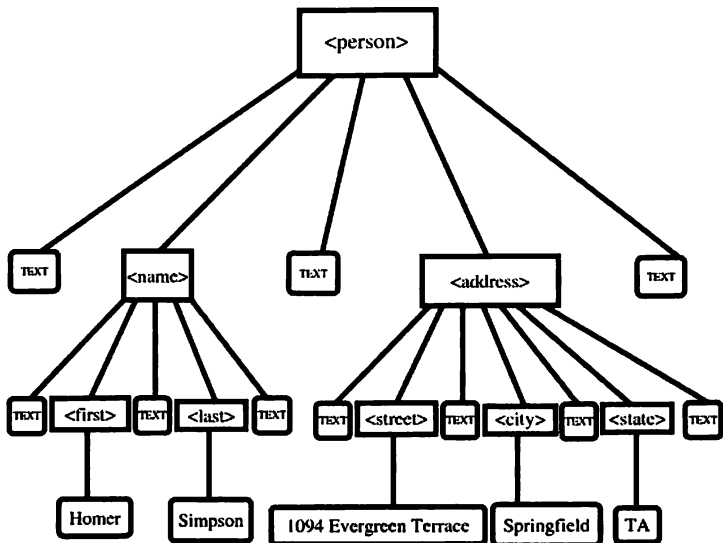 <person>
TEXT <name> TEXT <address> TEXT
TEXT <first> TEXT <last> TEXT TEXT <street> TEXT <city> TEXT <state> TEXT
Homer Simpson 1094 Evergreen Terrace Springfield TA